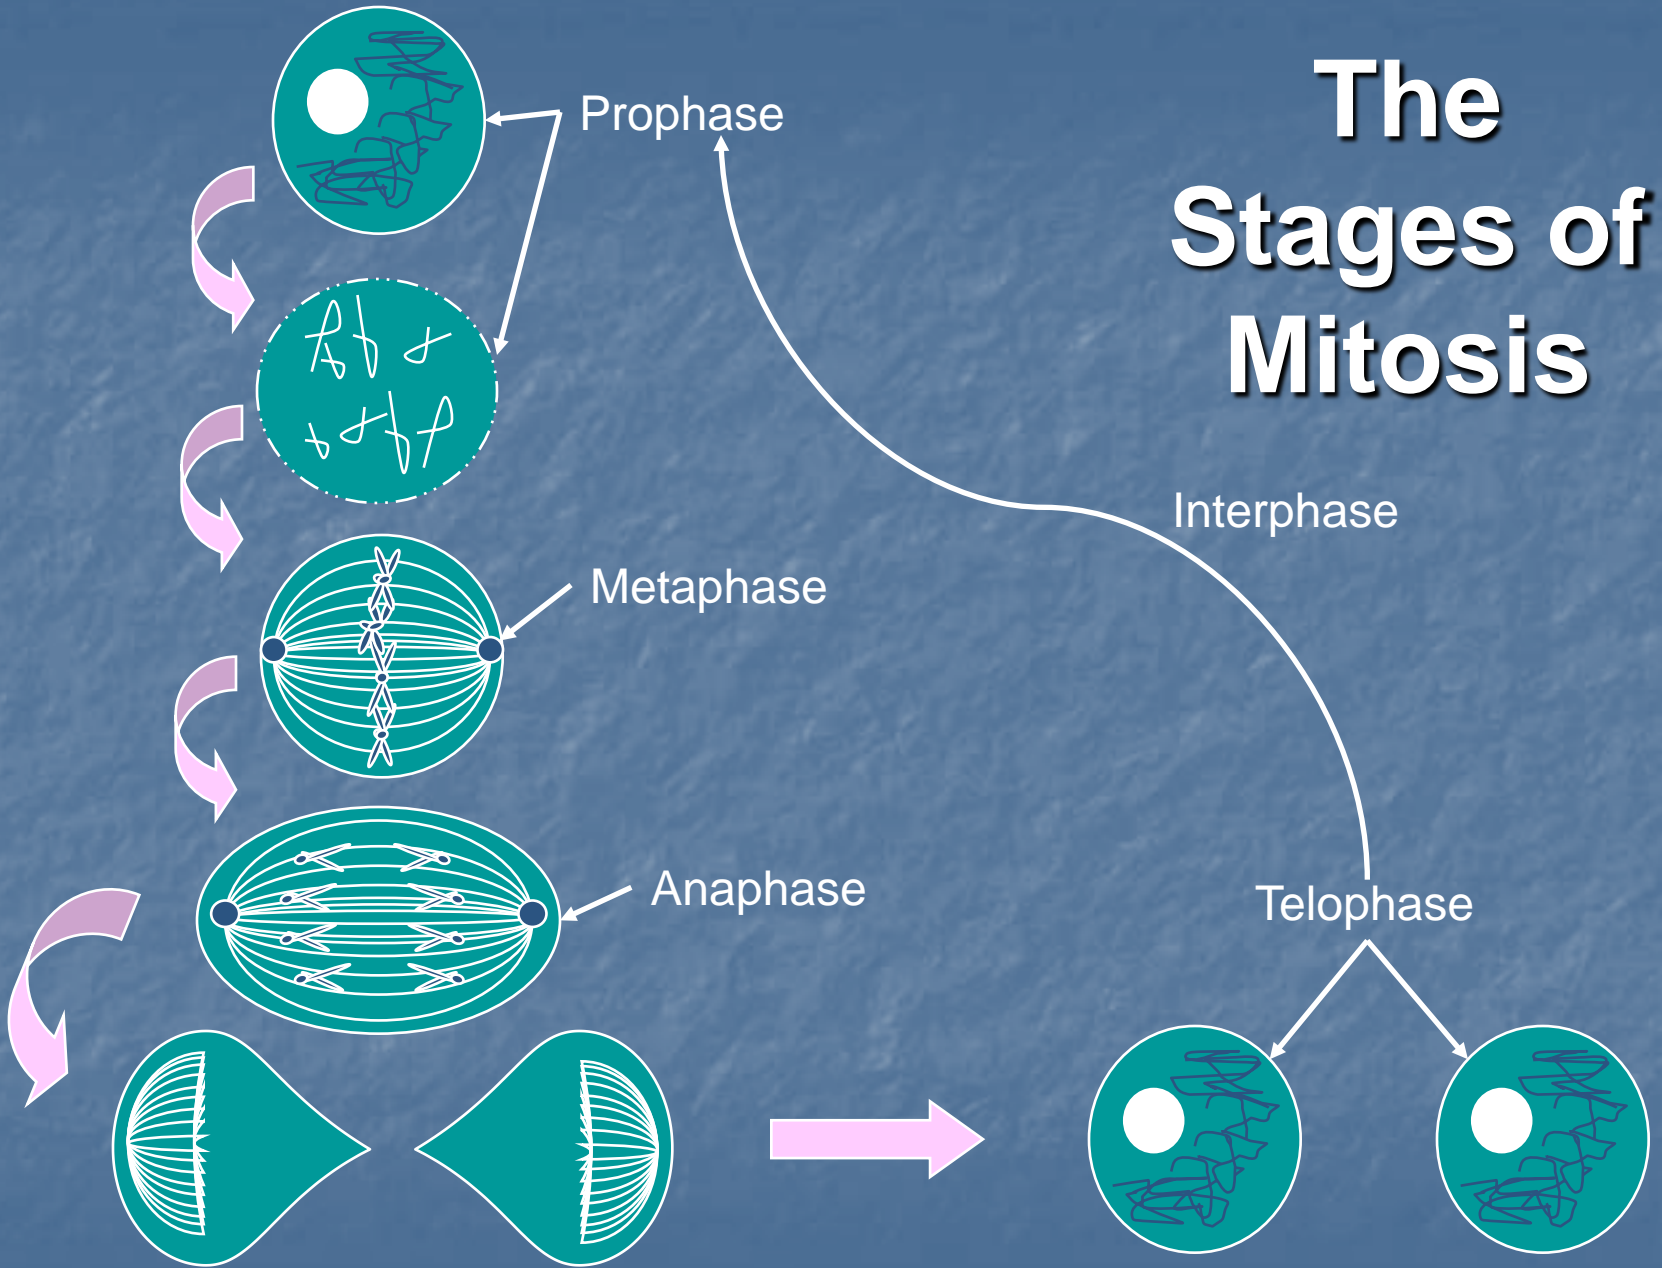 The
Stages of
Mitosis
Prophase
Interphase
Metaphase
Anaphase
Telophase